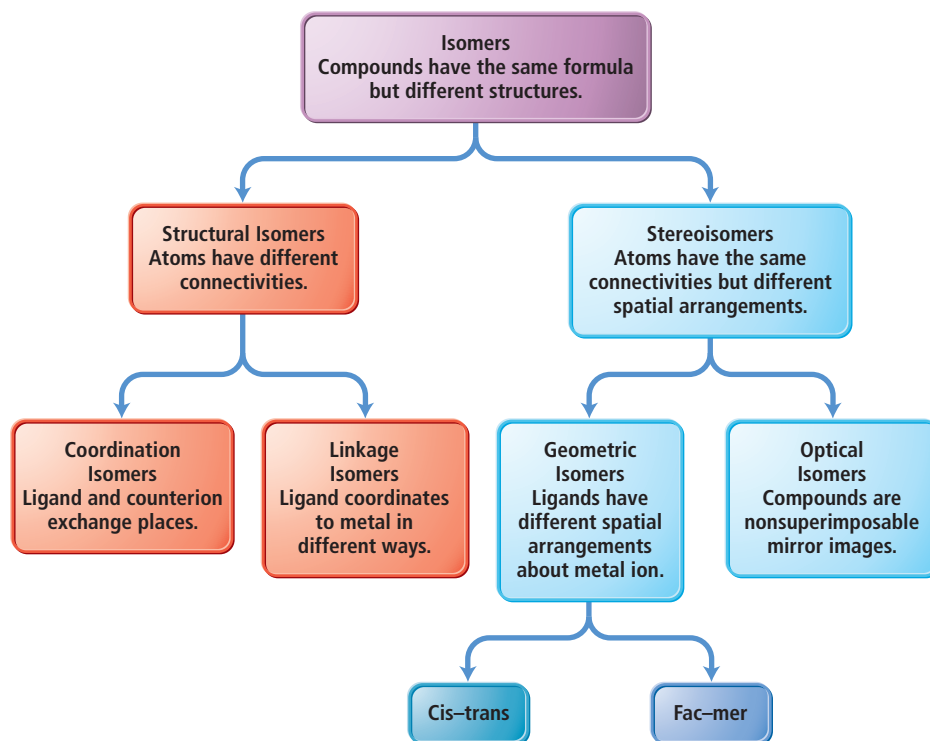 Isomers
Compounds have the same formula
but different structures.
Structural Isomers
Atoms have different
connectivities.
Stereoisomers
Atoms have the same
connectivities but different
spatial arrangements.
Coordination
Isomers
Ligand and counterion
exchange places.
Linkage
Isomers
Ligand coordinates
to metal in
different ways.
Geometric
Isomers
Ligands have
different spatial
arrangements
about metal ion.
Optical
Isomers
Compounds are
nonsuperimposable
mirror images.
Cis–trans
Fac–mer